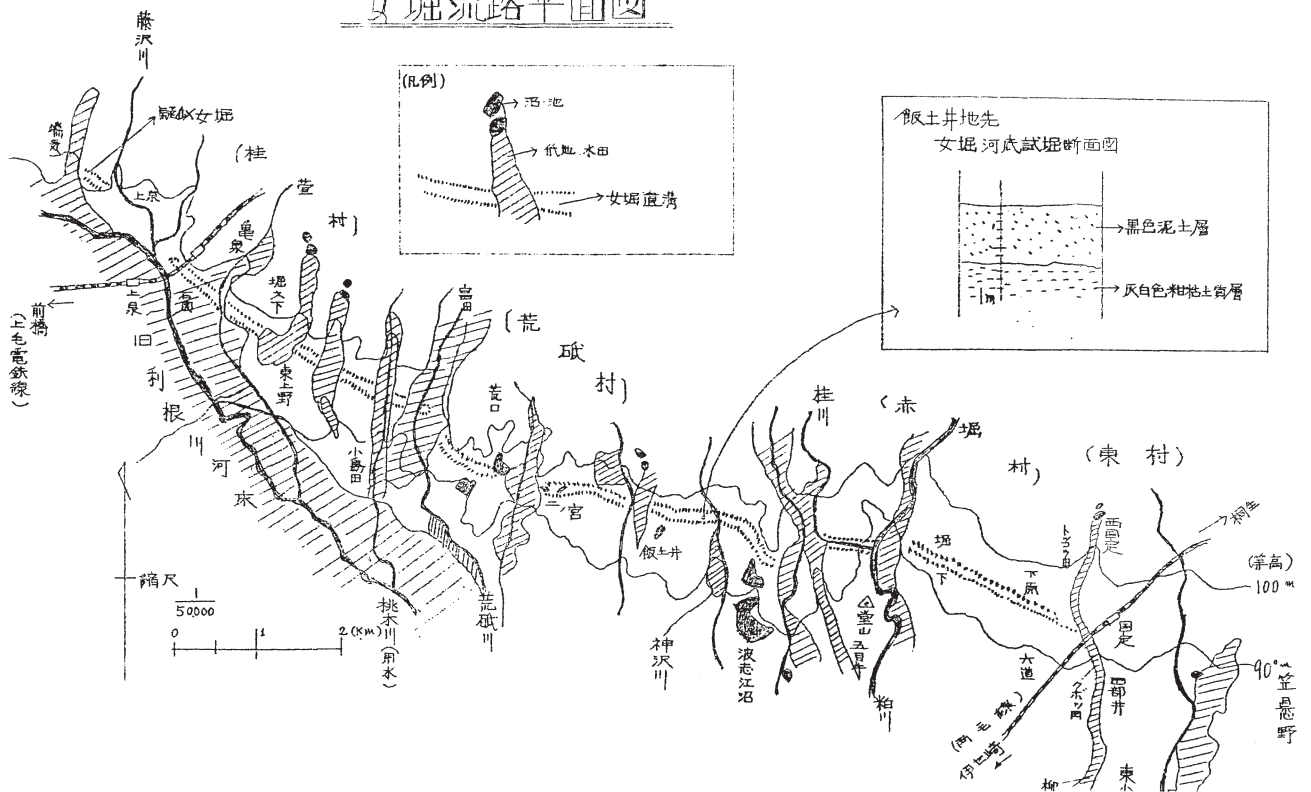 女堀流路平面図
藤沢川
疑似女堀
(桂
萱
村)
上泉
亀泉
堀之下
石関
上泉
前橋
(上毛電鉄線)
旧利根川河床
東上野
富田
小島田
(荒
砥
村)
荒口
二宮
飯土井
桂川
(赤
堀
村)
(東村)
桐生
(等高)
100m
90m
笠懸野
西国定
国定
下原
堀下
六道
堂山
五目牛
粕川
波志江沼
神沢川
荒砥川
桃木川(用水)
(両毛線)
伊セ崎
縮尺
1
50,000
0 1 2(Km)
(凡例)
沼・池
低地・水田
女堀直溝
飯土井地先
女堀河底試掘断面図
黒色泥土層
灰白色粗粘土質層
1m